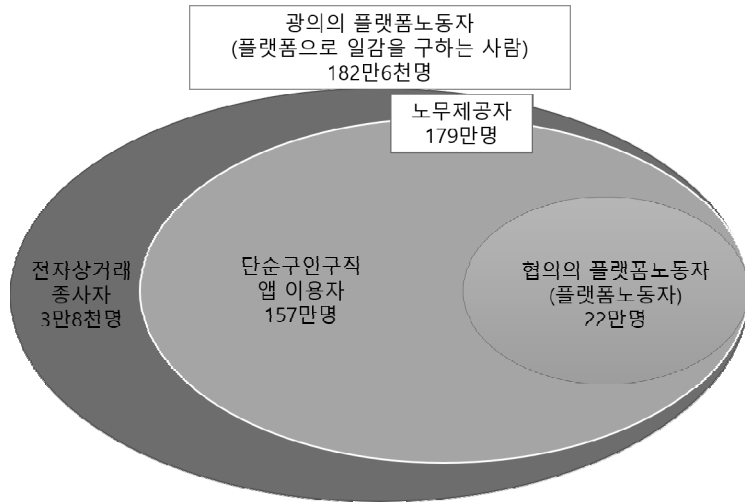 광의의 플랫폼노동자
(플랫폼으로 일감을 구하는 사람)
182만6천명
노무제공자
179만명
전자상거래
종사자
3만8천명
단순구인구직
앱 이용자
157만명
협의의 플랫폼노동자
(플랫폼노동자)
22만명